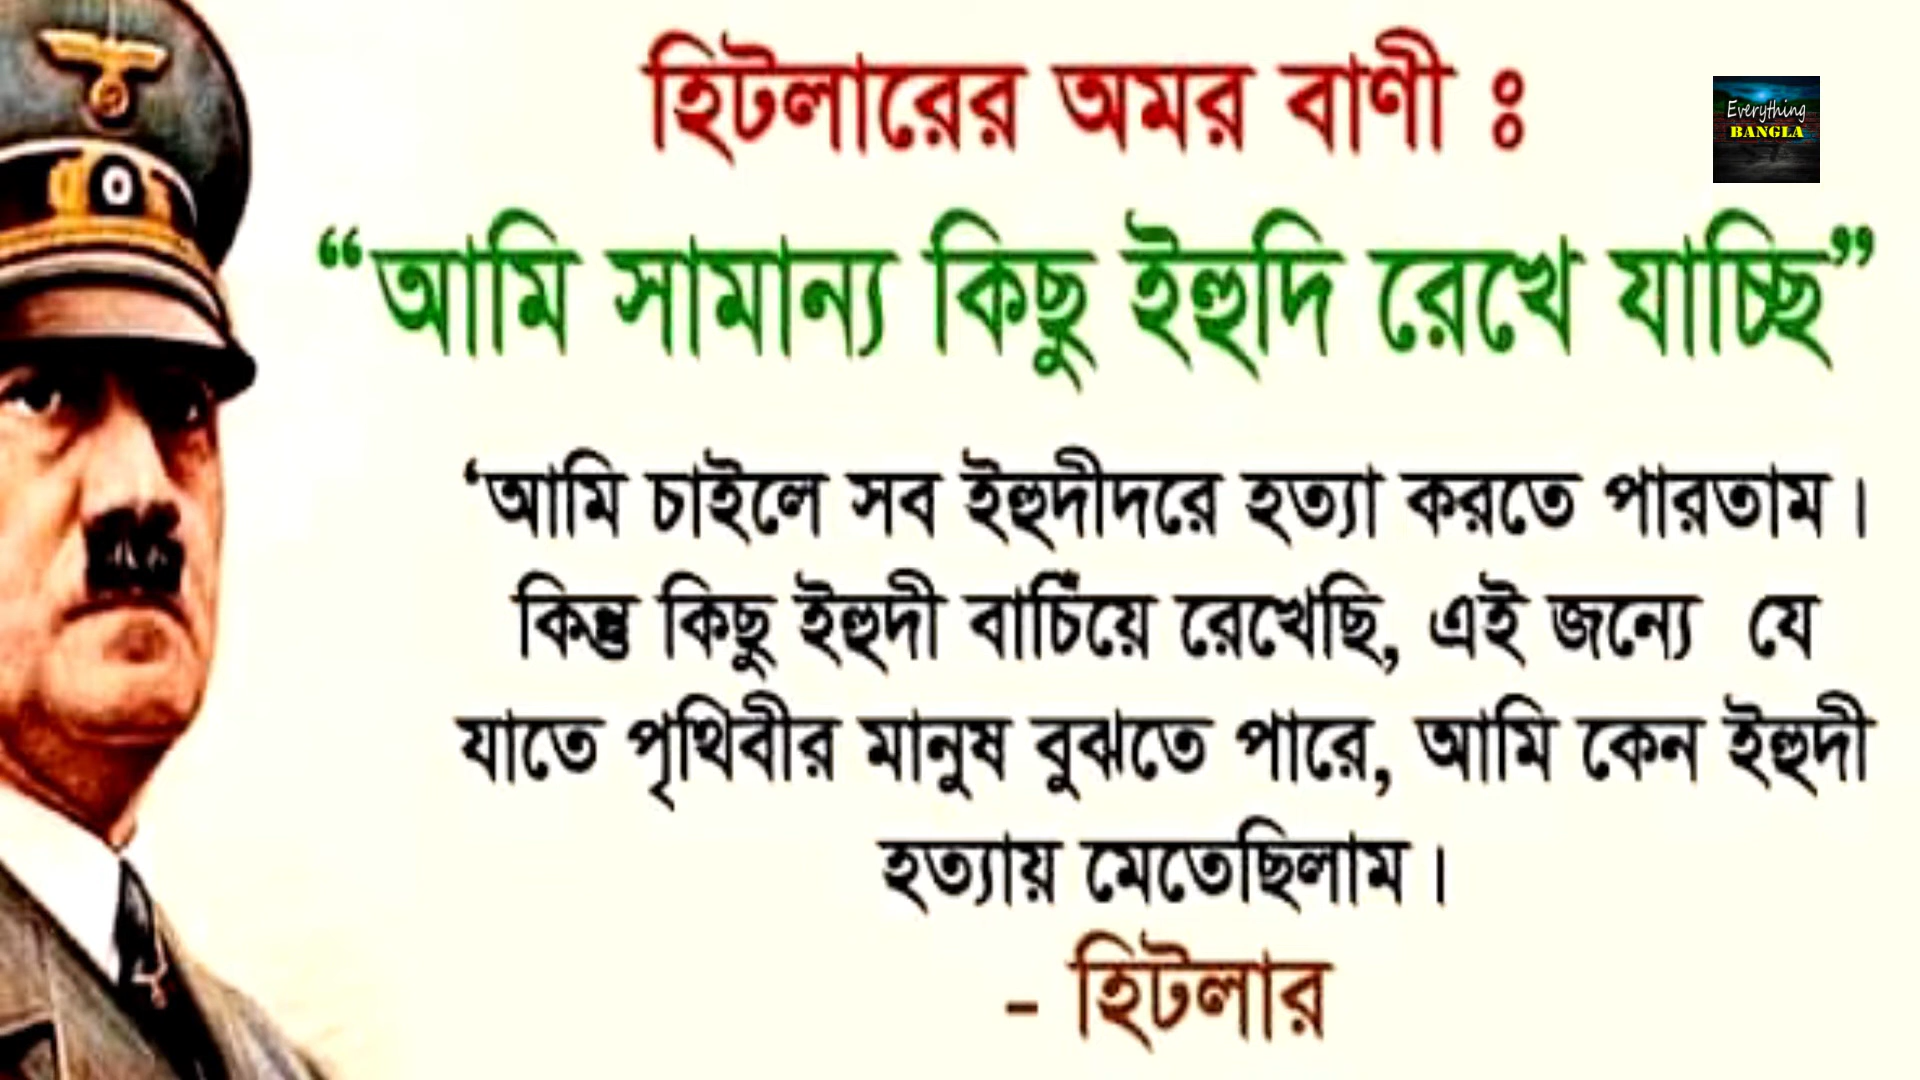 হিটলারের অমর বাণী ঃ
Everything
BANGLA
“আমি সামান্য কিছু ইহুদি রেখে যাচ্ছি”
‘আমি চাইলে সব ইহুদীদরে হত্যা করতে পারতাম।
কিন্তু কিছু ইহুদী বাচিঁয়ে রেখেছি, এই জন্যে যে
যাতে পৃথিবীর মানুষ বুঝতে পারে, আমি কেন ইহুদী
হত্যায় মেতেছিলাম।
- হিটলার